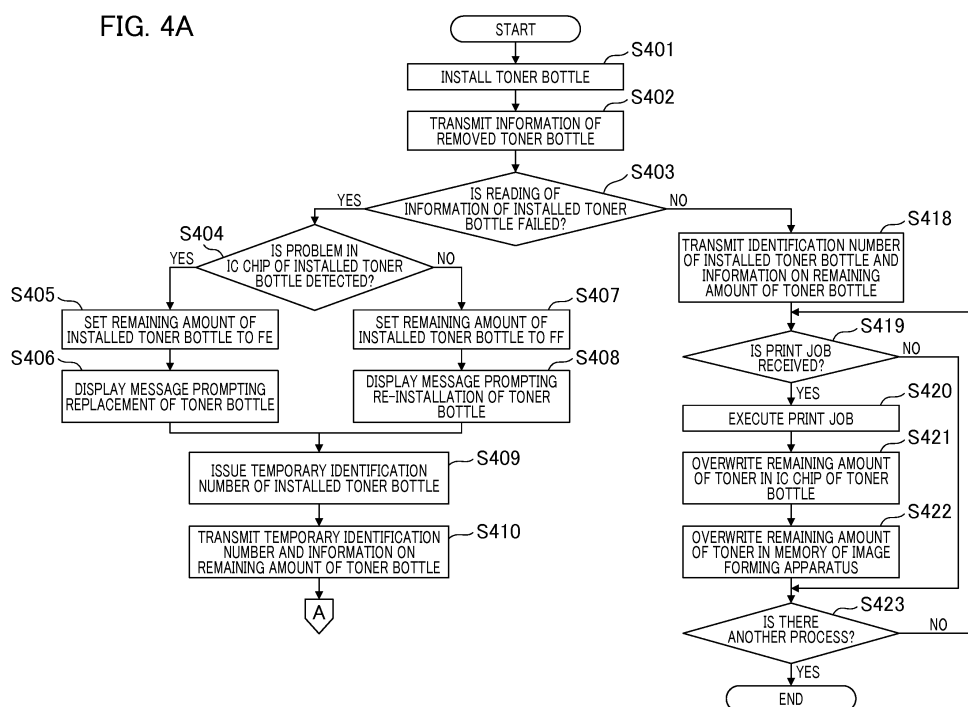 FIG. 4A
START
S401
INSTALL TONER BOTTLE
S402
TRANSMIT INFORMATION OF
REMOVED TONER BOTTLE
S403
IS READING OF
INFORMATION OF INSTALLED TONER
BOTTLE FAILED?
YES
NO
S404
IS PROBLEM IN
IC CHIP OF INSTALLED TONER
BOTTLE DETECTED?
YES
NO
S405
SET REMAINING AMOUNT OF
INSTALLED TONER BOTTLE TO FE
S406
DISPLAY MESSAGE PROMPTING
REPLACEMENT OF TONER BOTTLE
S407
SET REMAINING AMOUNT OF
INSTALLED TONER BOTTLE TO FF
S408
DISPLAY MESSAGE PROMPTING
RE-INSTALLATION OF TONER
BOTTLE
S409
ISSUE TEMPORARY IDENTIFICATION
NUMBER OF INSTALLED TONER BOTTLE
S410
TRANSMIT TEMPORARY IDENTIFICATION
NUMBER AND INFORMATION ON
REMAINING AMOUNT OF TONER BOTTLE
A
S418
TRANSMIT IDENTIFICATION NUMBER
OF INSTALLED TONER BOTTLE AND
INFORMATION ON REMAINING
AMOUNT OF TONER BOTTLE
S419
IS PRINT JOB
RECEIVED?
NO
YES
S420
EXECUTE PRINT JOB
S421
OVERWRITE REMAINING AMOUNT
OF TONER IN IC CHIP OF TONER
BOTTLE
S422
OVERWRITE REMAINING AMOUNT
OF TONER IN MEMORY OF IMAGE
FORMING APPARATUS
S423
IS THERE
ANOTHER PROCESS?
NO
YES
END